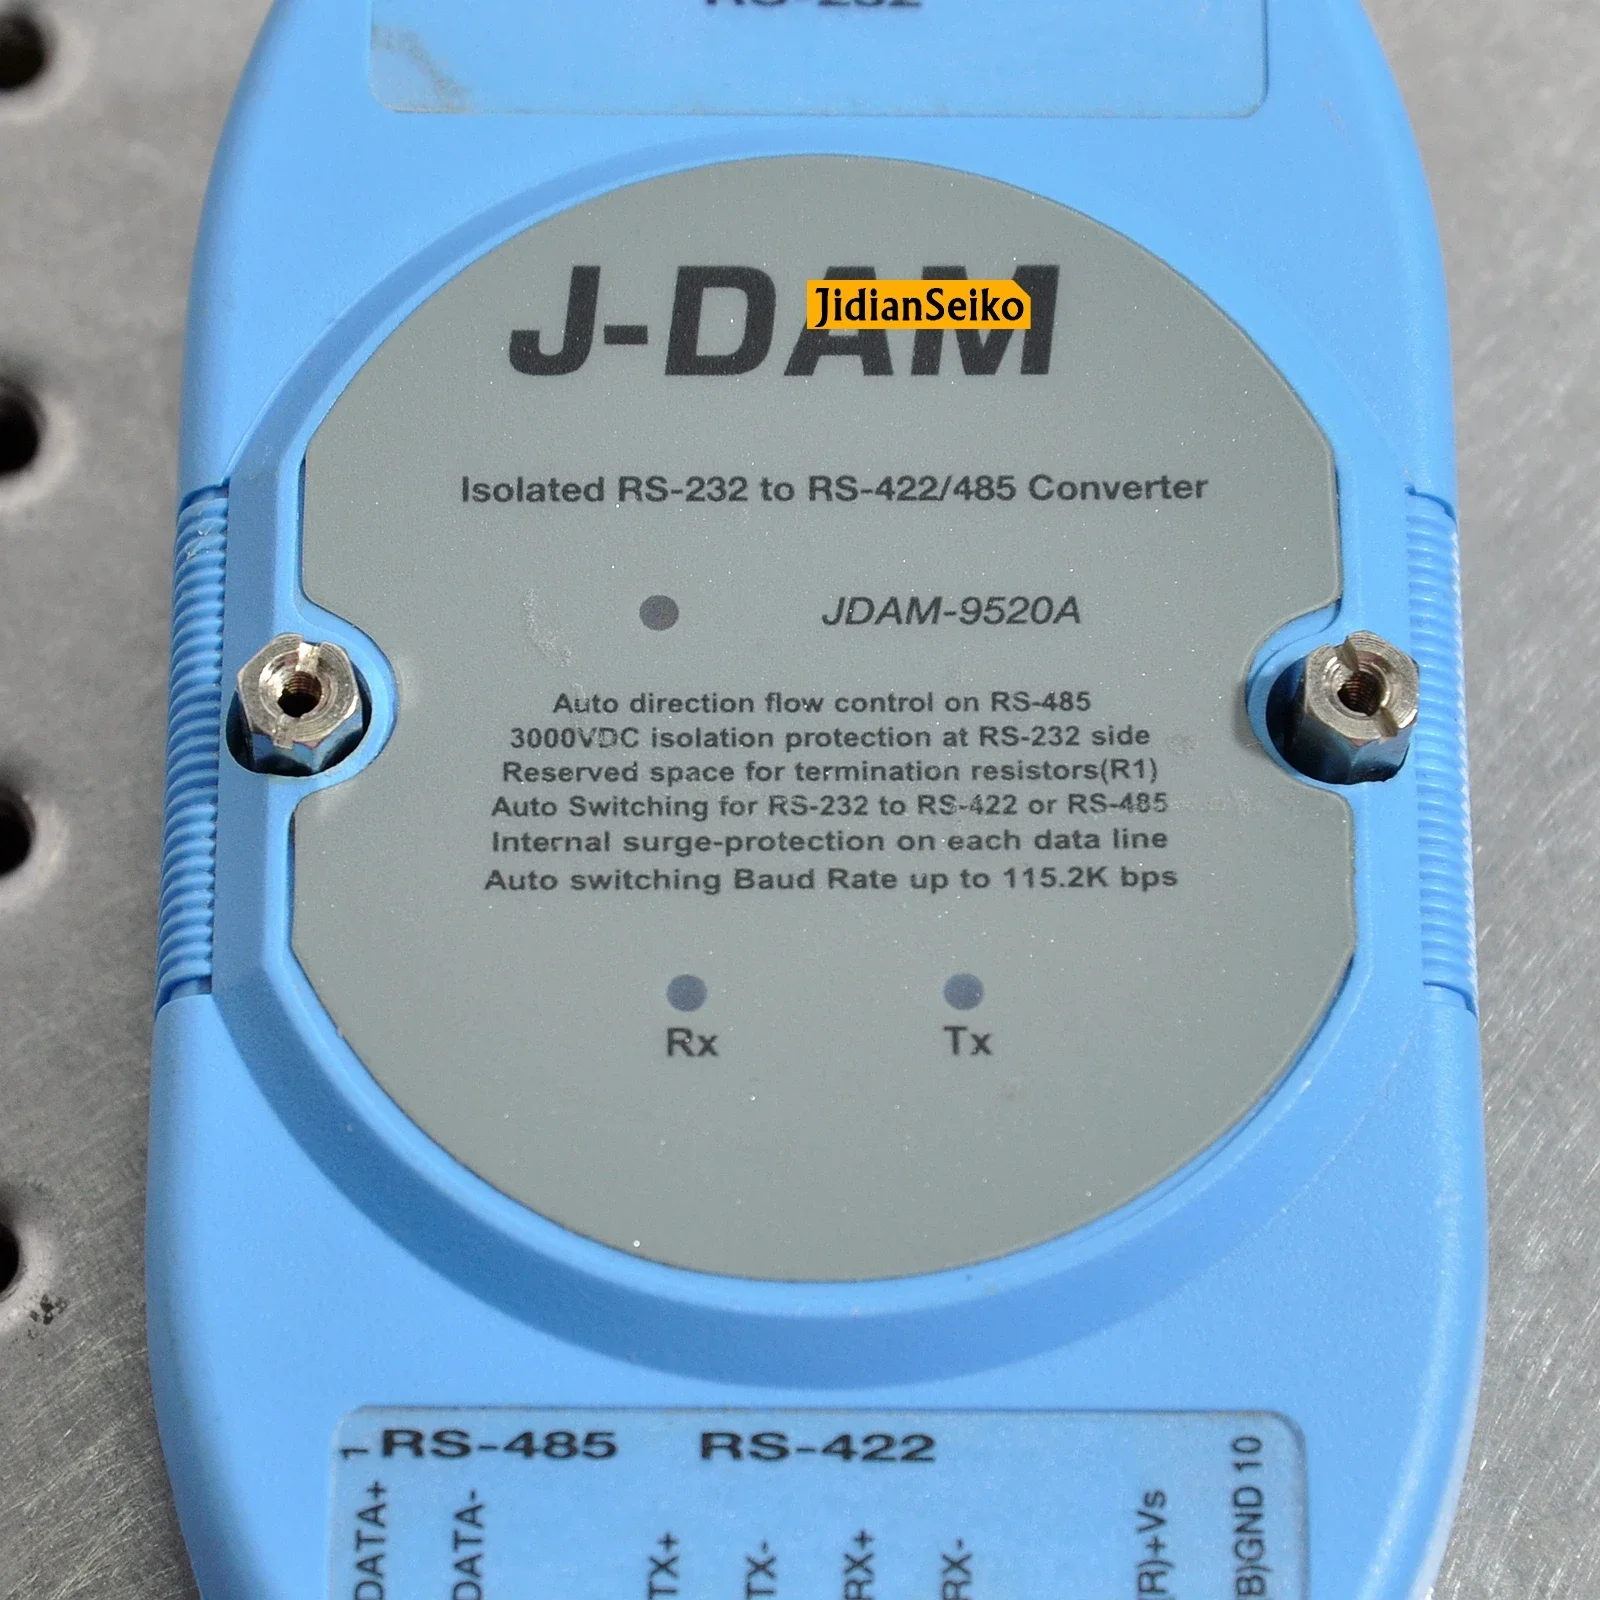 RS-232
J-DAM
JidianSeiko
Isolated RS-232 to RS-422/485 Converter
JDAM-9520A
Auto direction flow control on RS-485
3000VDC isolation protection at RS-232 side
Reserved space for termination resistors(R1)
Auto Switching for RS-232 to RS-422 or RS-485
Internal surge-protection on each data line
Auto switching Baud Rate up to 115.2K bps
Rx Tx
1 RS-485 RS-422 10
DATA+
DATA-
TX+
TX-
RX+
RX-
(R)+Vs
(B)GND